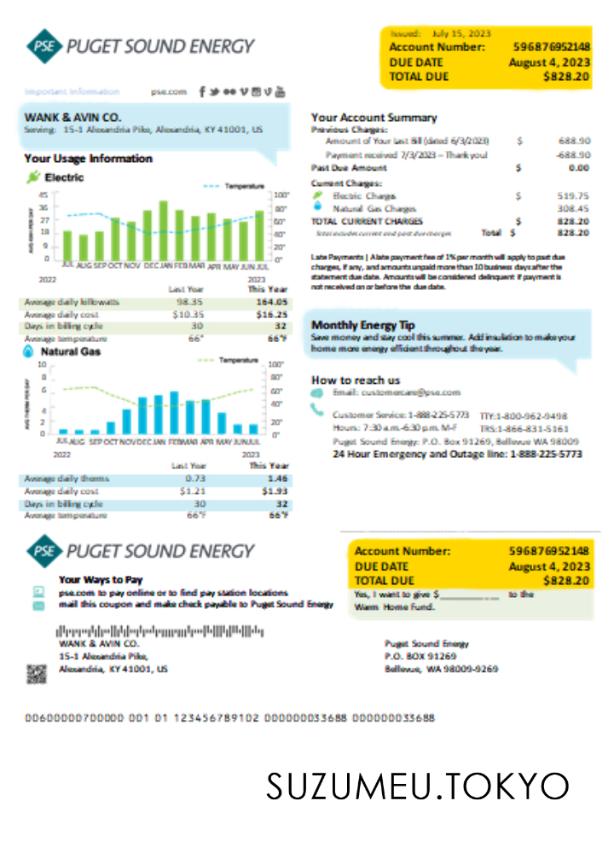 PSE PUGET SOUND ENERGY
Issued: July 15, 2023
Account Number: 596876952148
DUE DATE August 4, 2023
TOTAL DUE $828.20
Important Information pse.com
WANK & AVIN CO.
Serving: 15-1 Alexandria Pike, Alexandria, KY 41001, US
Your Usage Information
Electric
Temperature
45 100°
36 80°
27 60°
18 40°
9 20°
0 0°
AVG KWH PER DAY
JUL AUG SEP OCT NOV DEC JAN FEB MAR APR MAY JUN JUL
2022 2023
Last Year This Year
Average daily kilowatts 98.35 164.05
Average daily cost $10.35 $16.25
Days in billing cycle 30 32
Average temperature 66° 66°F
Natural Gas
Temperature
10 100°
8 80°
6 60°
4 40°
2 20°
0 0°
AVG THERM PER DAY
JUL AUG SEP OCT NOV DEC JAN FEB MAR APR MAY JUN JUL
2022 2023
Last Year This Year
Average daily therms 0.73 1.46
Average daily cost $1.21 $1.93
Days in billing cycle 30 32
Average temperature 66°F 66°F
Your Account Summary
Previous Charges:
Amount of Your Last Bill (dated 6/3/2023) $ 688.90
Payment received 7/3/2023 – Thank you! -688.90
Past Due Amount $ 0.00
Current Charges:
Electric Charges $ 519.75
Natural Gas Charges 308.45
TOTAL CURRENT CHARGES $ 828.20
Total includes current and past due charges Total $ 828.20
Late Payments | A late payment fee of 1% per month will apply to past due
charges, if any, and amounts unpaid more than 10 business days after the
statement due date. Amounts will be considered delinquent if payment is
not received on or before the due date.
Monthly Energy Tip
Save money and stay cool this summer. Add insulation to make your
home more energy efficient throughout the year.
How to reach us
Email: customercare@pse.com
Customer Service: 1-888-225-5773 TTY:1-800-962-9498
Hours: 7:30 a.m.-6:30 p.m. M-F TRS:1-866-831-5161
Puget Sound Energy: P.O. Box 91269, Bellevue WA 98009
24 Hour Emergency and Outage line: 1-888-225-5773
PSE PUGET SOUND ENERGY
Your Ways to Pay
pse.com to pay online or to find pay station locations
mail this coupon and make check payable to Puget Sound Energy
Account Number: 596876952148
DUE DATE August 4, 2023
TOTAL DUE $828.20
Yes, I want to give $__________ to the
Warm Home Fund.
WANK & AVIN CO.
15-1 Alexandria Pike,
Alexandria, KY 41001, US
Puget Sound Energy
P.O. BOX 91269
Bellevue, WA 98009-9269
00600000700000 001 01 123456789102 000000033688 000000033688
SUZUMEU.TOKYO